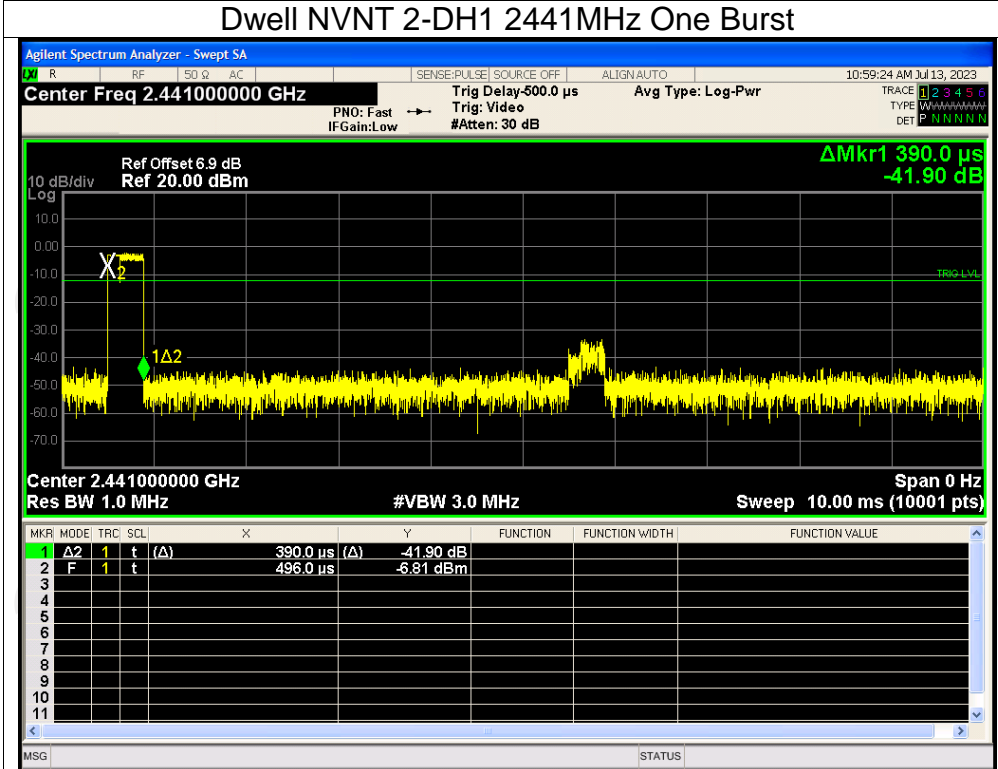 Dwell NVNT 2-DH1 2441MHz One Burst
Agilent Spectrum Analyzer - Swept SA
LXI R RF 50 Ω AC SENSE:PULSE SOURCE OFF ALIGN AUTO 10:59:24 AM Jul 13, 2023
Center Freq 2.441000000 GHz Trig Delay-500.0 µs Avg Type: Log-Pwr TRACE 1 2 3 4 5 6
PNO: Fast Trig: Video TYPE WWWWWW
IFGain:Low #Atten: 30 dB DET P N N N N N
ΔMkr1 390.0 µs
-41.90 dB
Ref Offset 6.9 dB
10 dB/div Ref 20.00 dBm
Log
10.0
0.00
-10.0
-20.0
-30.0
-40.0
-50.0
-60.0
-70.0
2
TRIG LVL
1Δ2
Center 2.441000000 GHz Span 0 Hz
Res BW 1.0 MHz #VBW 3.0 MHz Sweep 10.00 ms (10001 pts)
MKR MODE TRC SCL X Y FUNCTION FUNCTION WIDTH FUNCTION VALUE
1 Δ2 1 t (Δ) 390.0 µs (Δ) -41.90 dB
2 F 1 t 496.0 µs -6.81 dBm
3
4
5
6
7
8
9
10
11
MSG STATUS